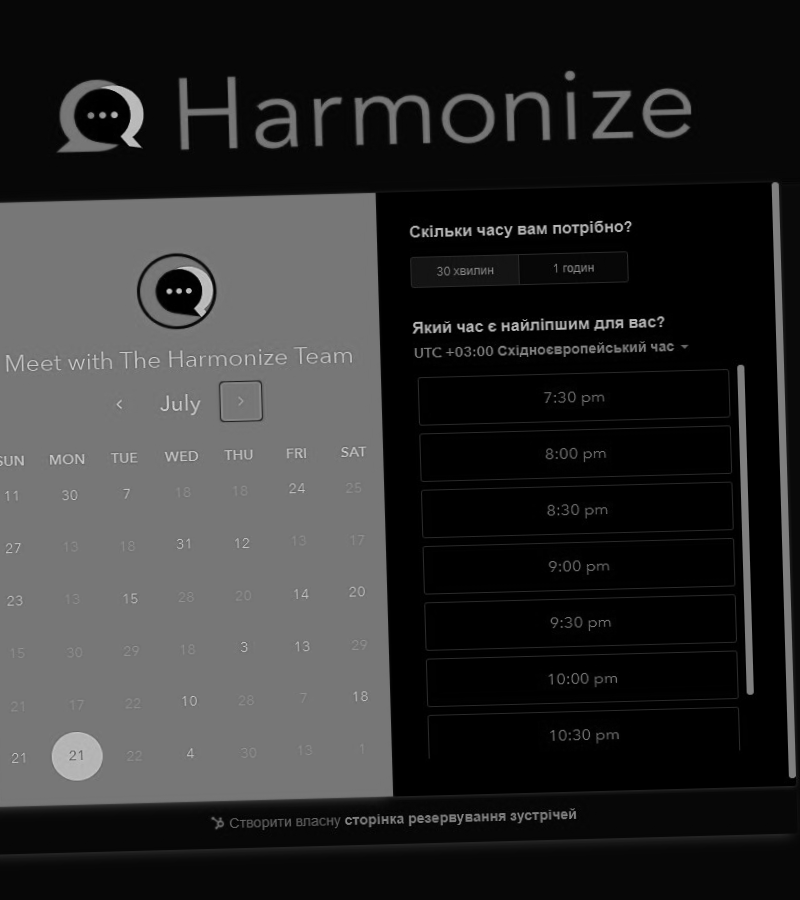 Harmonize
Meet with The Harmonize Team
July
SUN MON TUE WED THU FRI SAT
11 30 7 18 18 24 25
27 13 18 31 12 13 17
23 13 15 28 20 14 20
15 30 29 18 3 13 29
21 17 22 10 28 7 18
21 21 22 4 30 13 1
Скільки часу вам потрібно?
30 хвилин 1 годин
Який час є найліпшим для вас?
UTC +03:00 Східноєвропейський час
7:30 pm
8:00 pm
8:30 pm
9:00 pm
9:30 pm
10:00 pm
10:30 pm
Створити власну сторінка резервування зустрічей